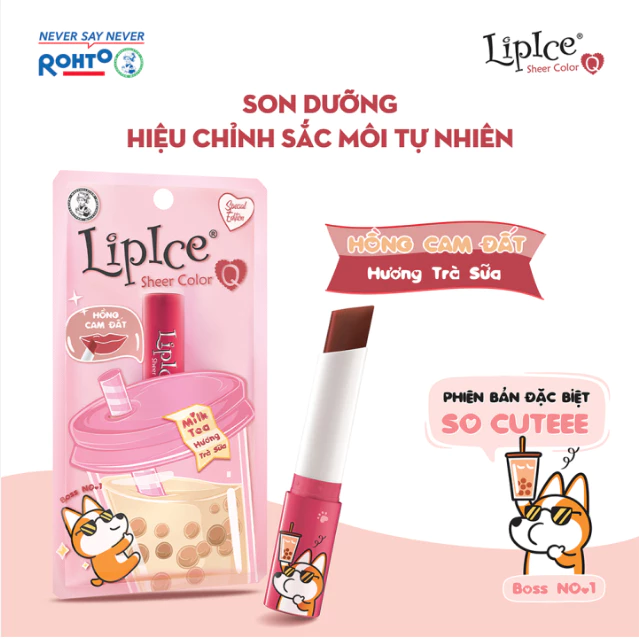 NEVER SAY NEVER
ROHTO
LipIce®
Sheer Color Q
SON DƯỠNG
HIỆU CHỈNH SẮC MÔI TỰ NHIÊN
Special Edition
LipIce®
Sheer Color Q
HỒNG
CAM ĐẤT
LipIce
Sheer
Milk
Tea
Hương
Trà Sữa
Boss NO.1
HỒNG CAM ĐẤT
Hương Trà Sữa
PHIÊN BẢN ĐẶC BIỆT
SO CUTEEE
Boss NO♥1